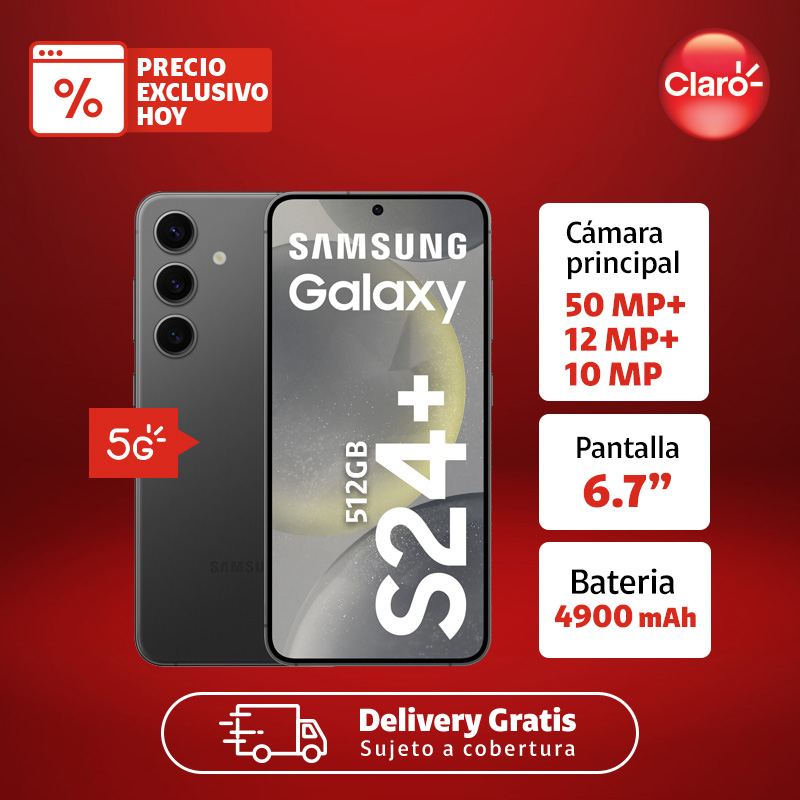 %
PRECIO
EXCLUSIVO
HOY
Claro
SAMSUNG
Galaxy
S24+
512GB
5G
SAMSU
Cámara
principal
50 MP+
12 MP+
10 MP
Pantalla
6.7”
Bateria
4900 mAh
Delivery Gratis
Sujeto a cobertura